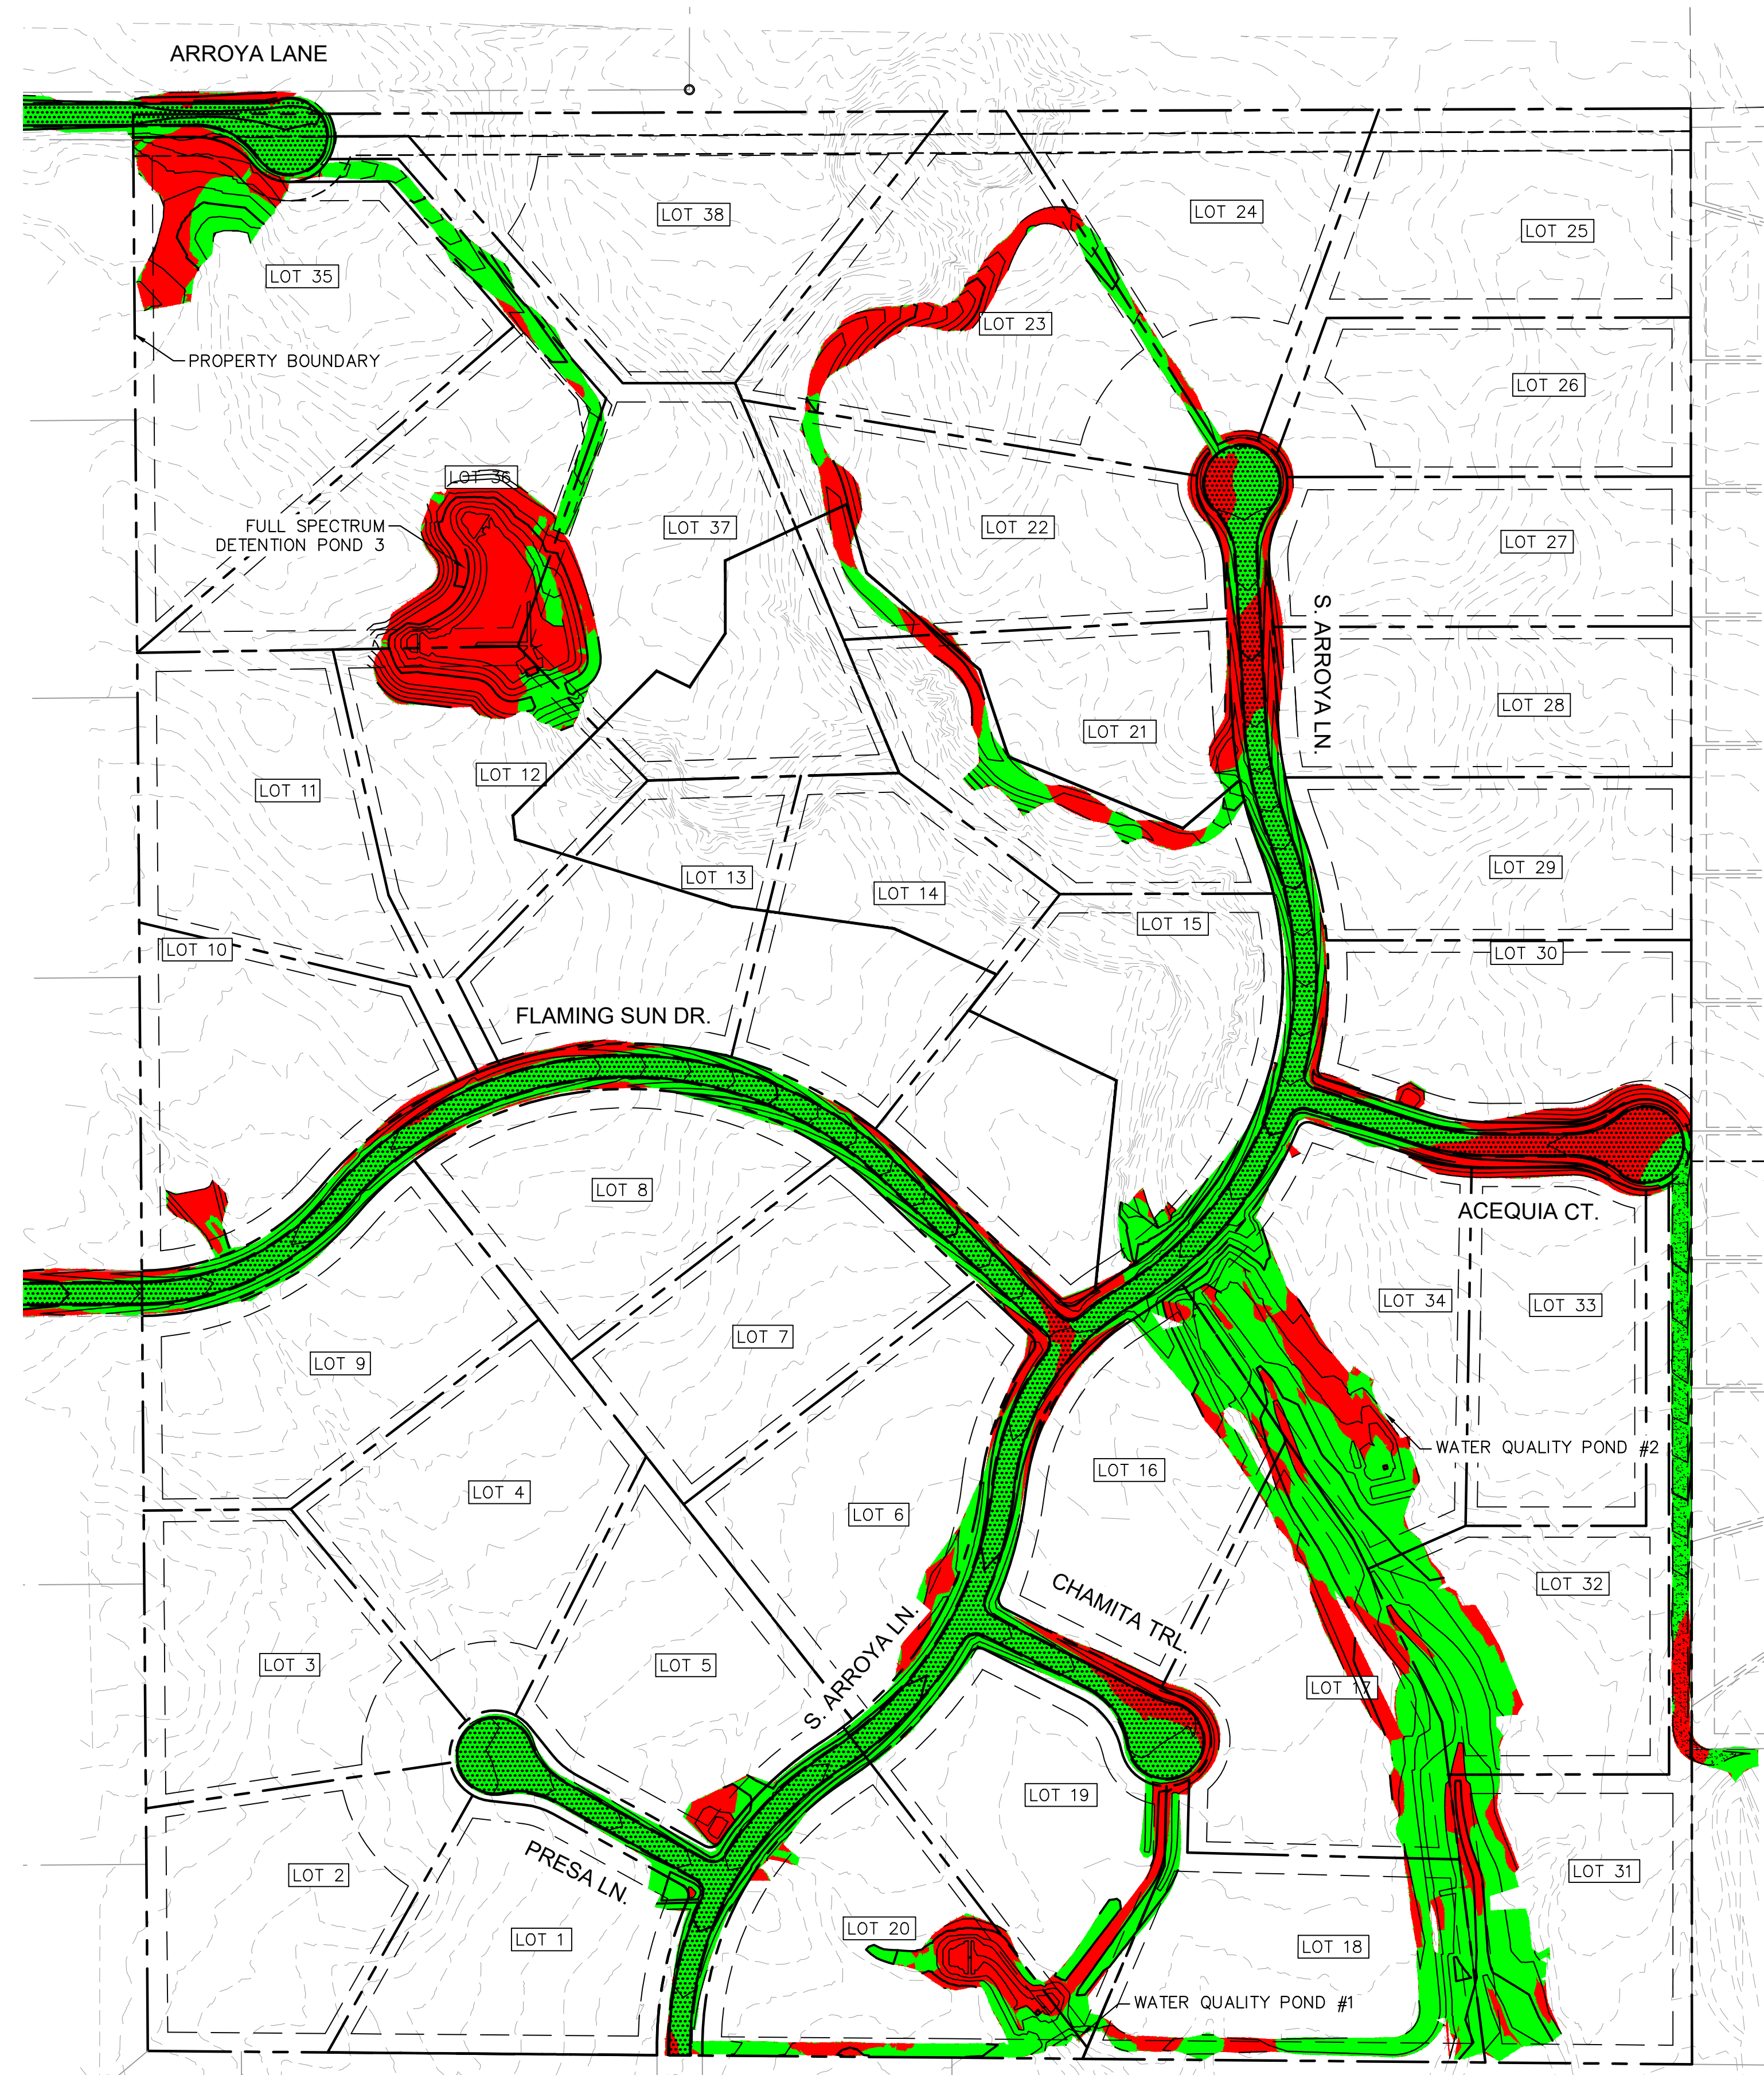 ARROYA LANE
LOT 38
LOT 24
LOT 25
LOT 35
LOT 23
PROPERTY BOUNDARY
LOT 26
LOT 36
FULL SPECTRUM
DETENTION POND 3
LOT 37
LOT 22
LOT 27
S. ARROYA LN.
LOT 28
LOT 21
LOT 12
LOT 11
LOT 13
LOT 14
LOT 29
LOT 15
LOT 10
LOT 30
FLAMING SUN DR.
LOT 8
ACEQUIA CT.
LOT 34
LOT 33
LOT 7
LOT 9
WATER QUALITY POND #2
LOT 16
LOT 4
LOT 6
CHAMITA TRL.
LOT 32
LOT 3
LOT 5
S. ARROYA LN.
LOT 17
LOT 19
PRESA LN.
LOT 2
LOT 31
LOT 20
LOT 1
LOT 18
WATER QUALITY POND #1